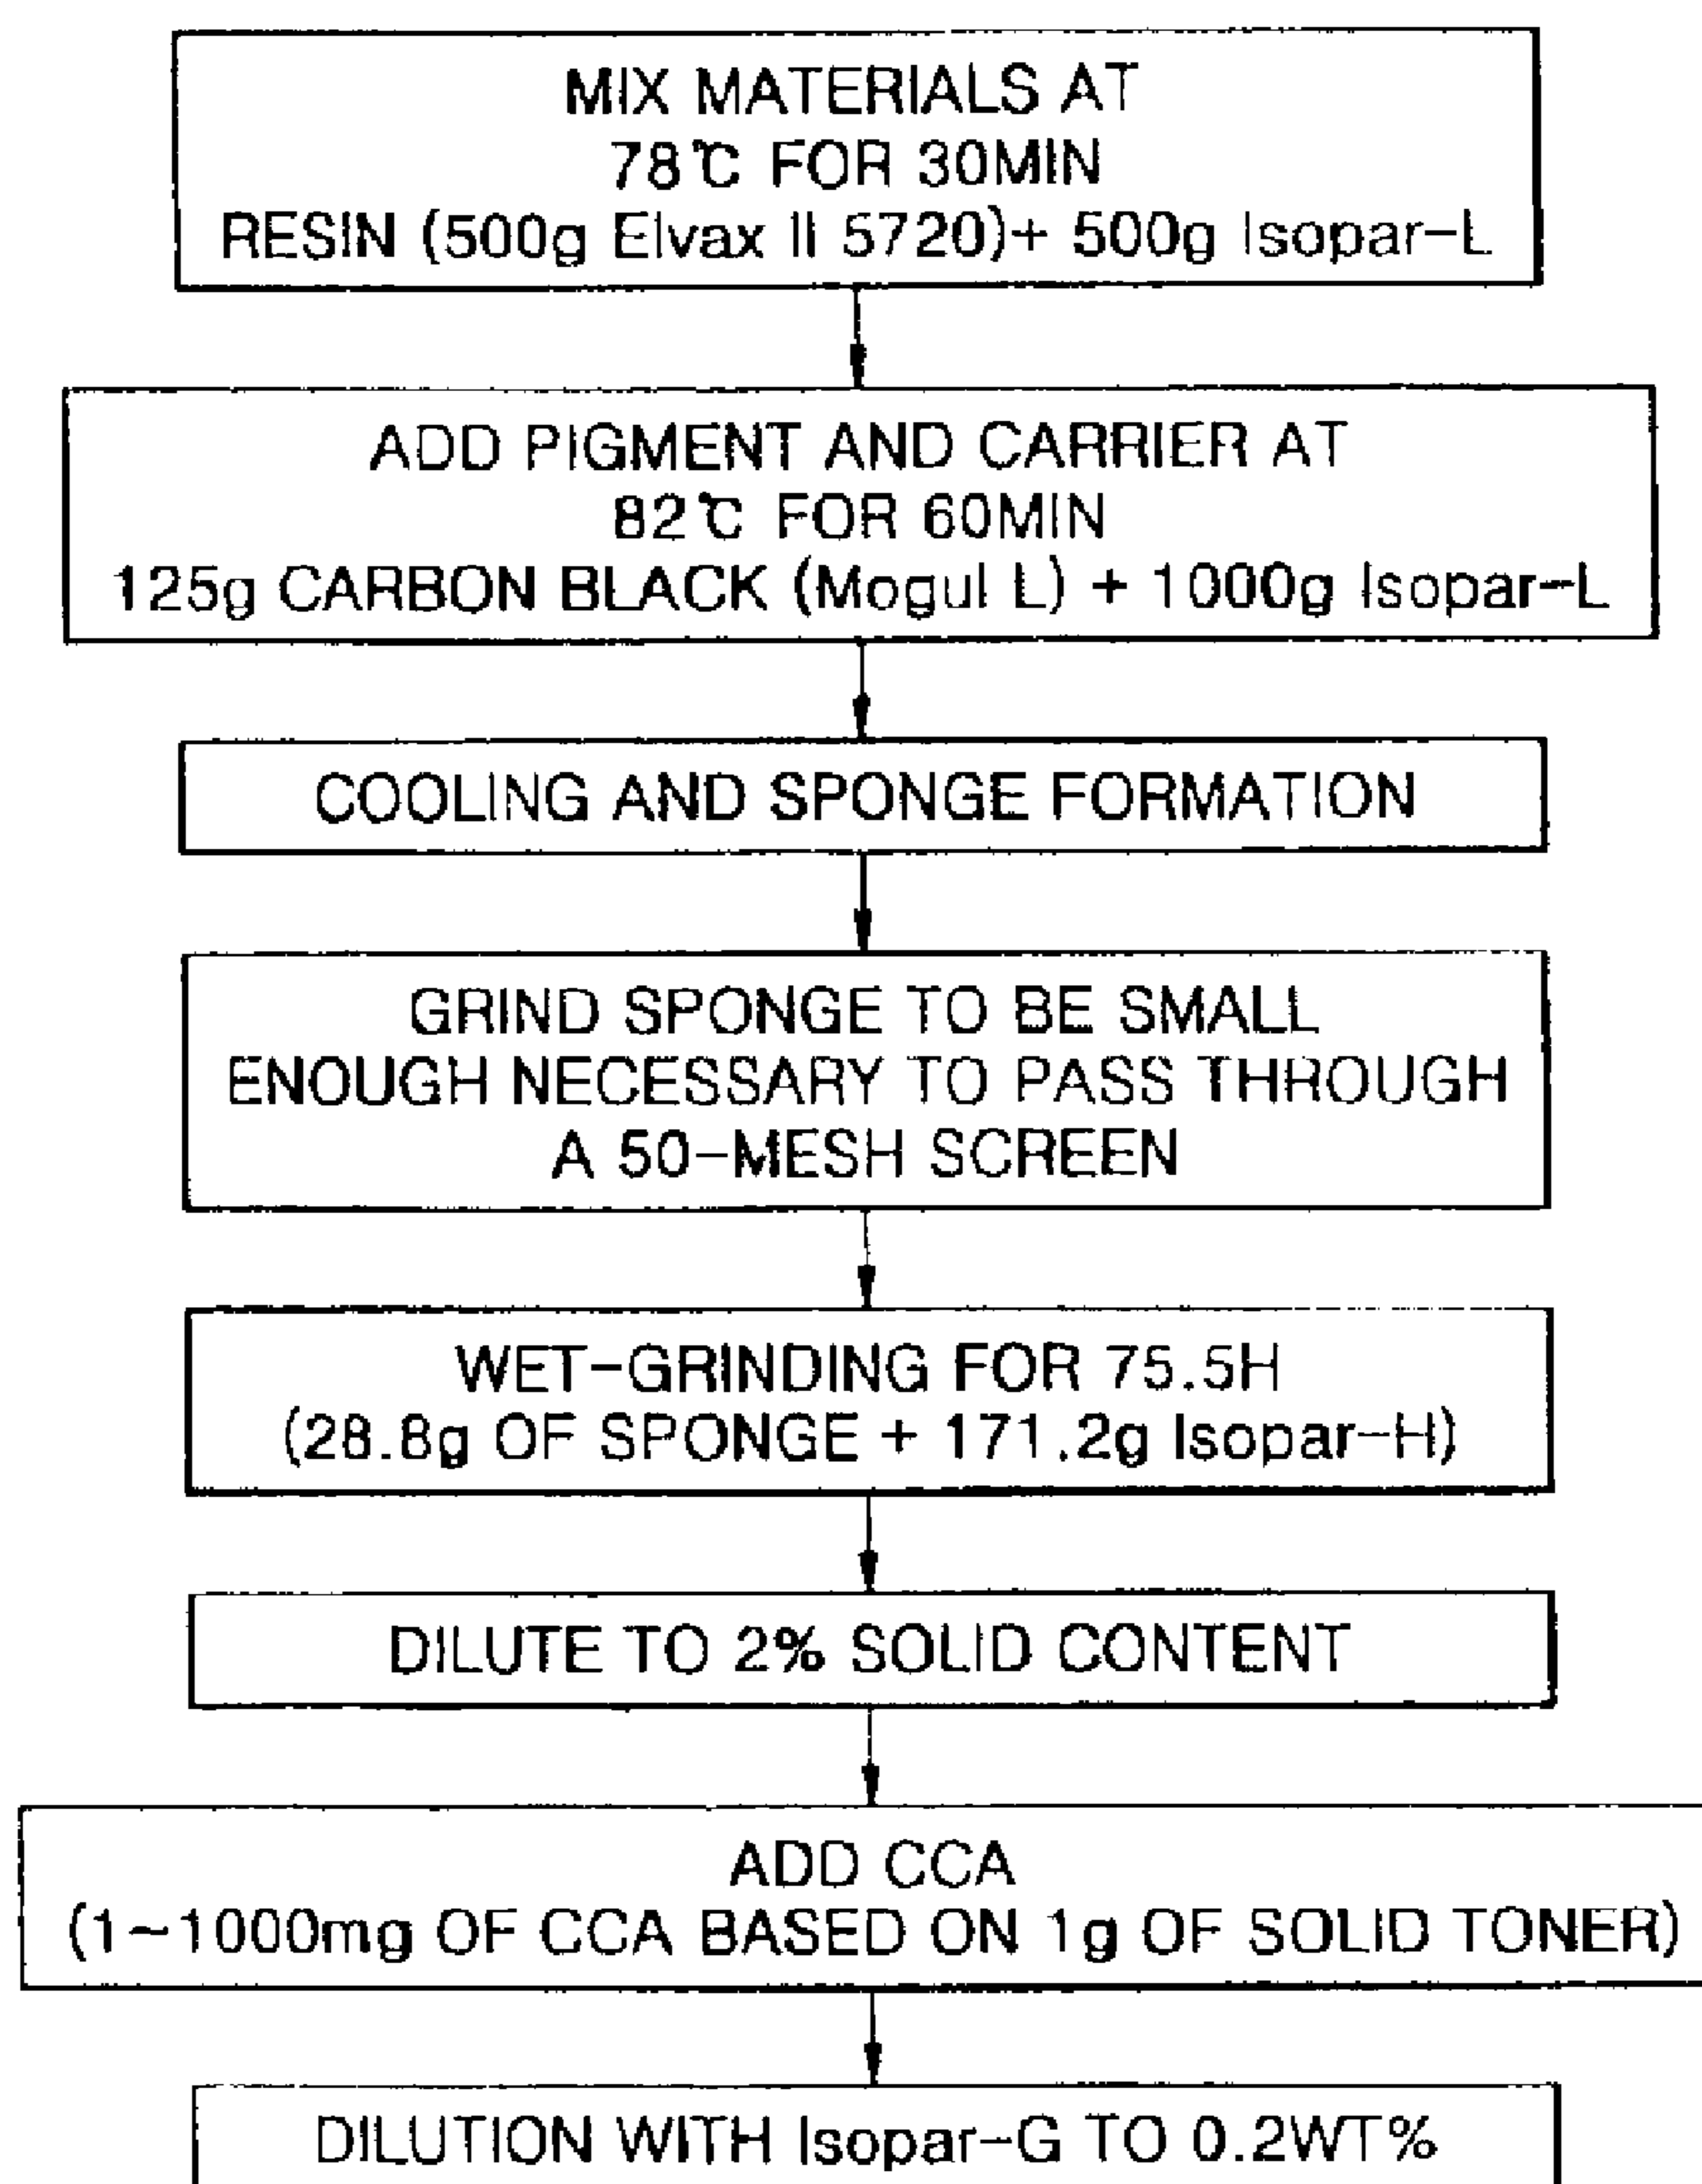 MIX MATERIALS AT
78℃ FOR 30MIN
RESIN (500g Elvax II 5720)+ 500g Isopar-L
ADD PIGMENT AND CARRIER AT
82℃ FOR 60MIN
125g CARBON BLACK (Mogul L) + 1000g Isopar-L
COOLING AND SPONGE FORMATION
GRIND SPONGE TO BE SMALL
ENOUGH NECESSARY TO PASS THROUGH
A 50-MESH SCREEN
WET-GRINDING FOR 75.5H
(28.8g OF SPONGE + 171.2g Isopar-H)
DILUTE TO 2% SOLID CONTENT
ADD CCA
(1~1000mg OF CCA BASED ON 1g OF SOLID TONER)
DILUTION WITH Isopar-G TO 0.2WT%